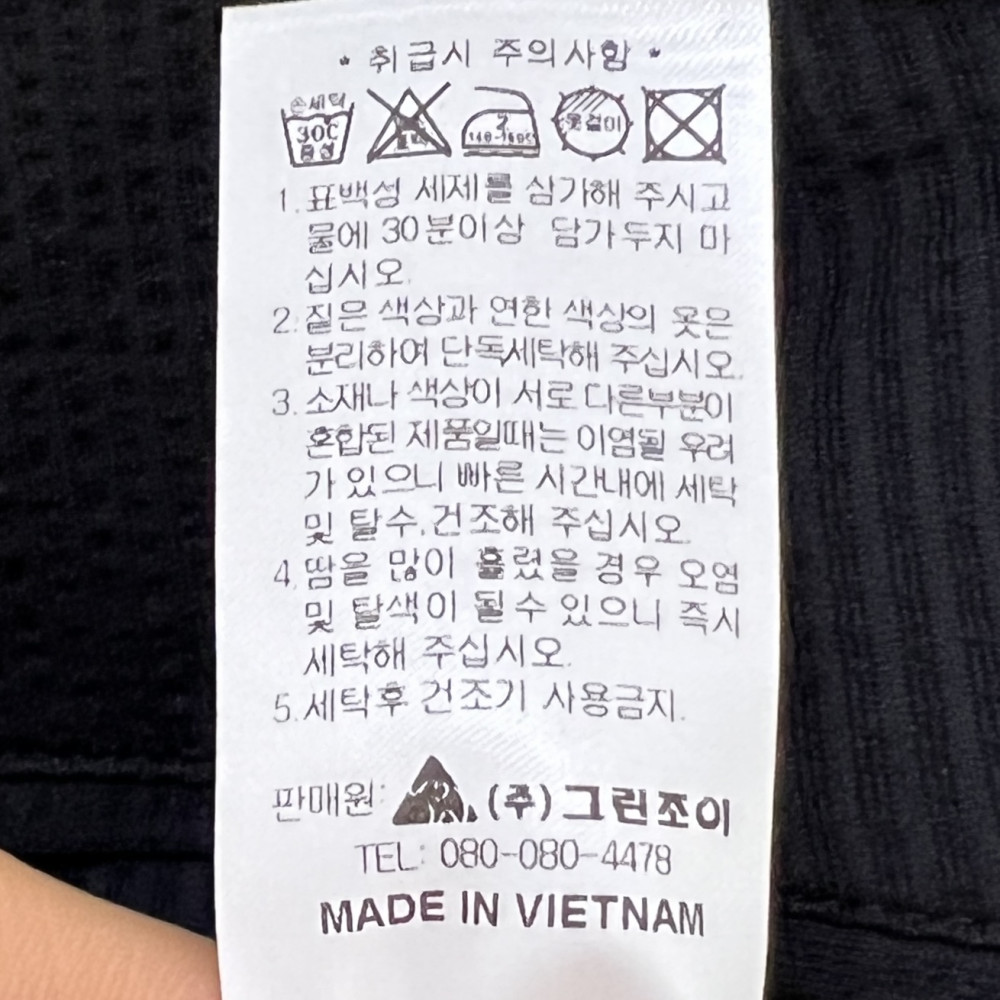 * 취급시 주의사항 *
손세탁
30C
중성
2
140-160C
옷걸이
1. 표백성 세제를 삼가해 주시고
물에 30분이상 담가두지 마
십시오.
2. 짙은 색상과 연한 색상의 옷은
분리하여 단독세탁해 주십시오.
3. 소재나 색상이 서로 다른부분이
혼합된 제품일때는 이염될 우려
가 있으니 빠른 시간내에 세탁
및 탈수,건조해 주십시오.
4. 땀을 많이 흘렸을 경우 오염
및 탈색이 될 수 있으니 즉시
세탁해 주십시오.
5. 세탁후 건조기 사용금지.
판매원: (주)그린조이
TEL: 080-080-4478
MADE IN VIETNAM